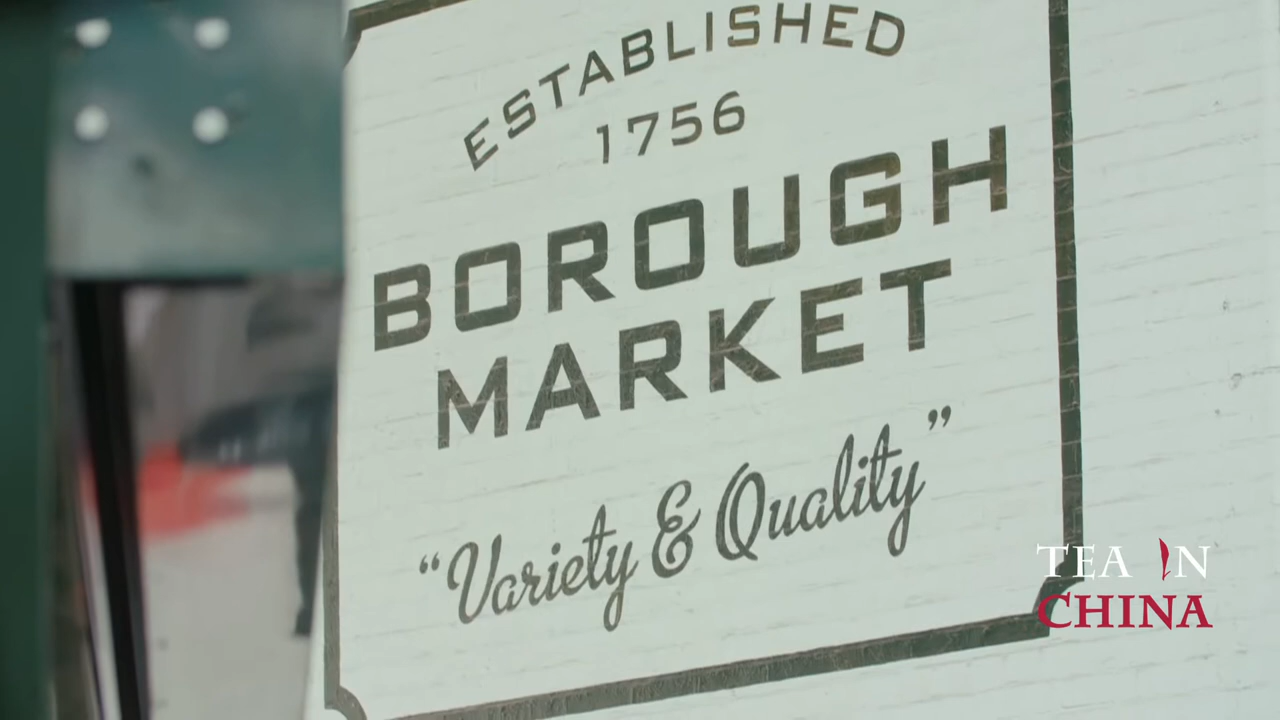 ESTABLISHED
1756
BOROUGH
MARKET
“Variety & Quality”
TEA IN
CHINA